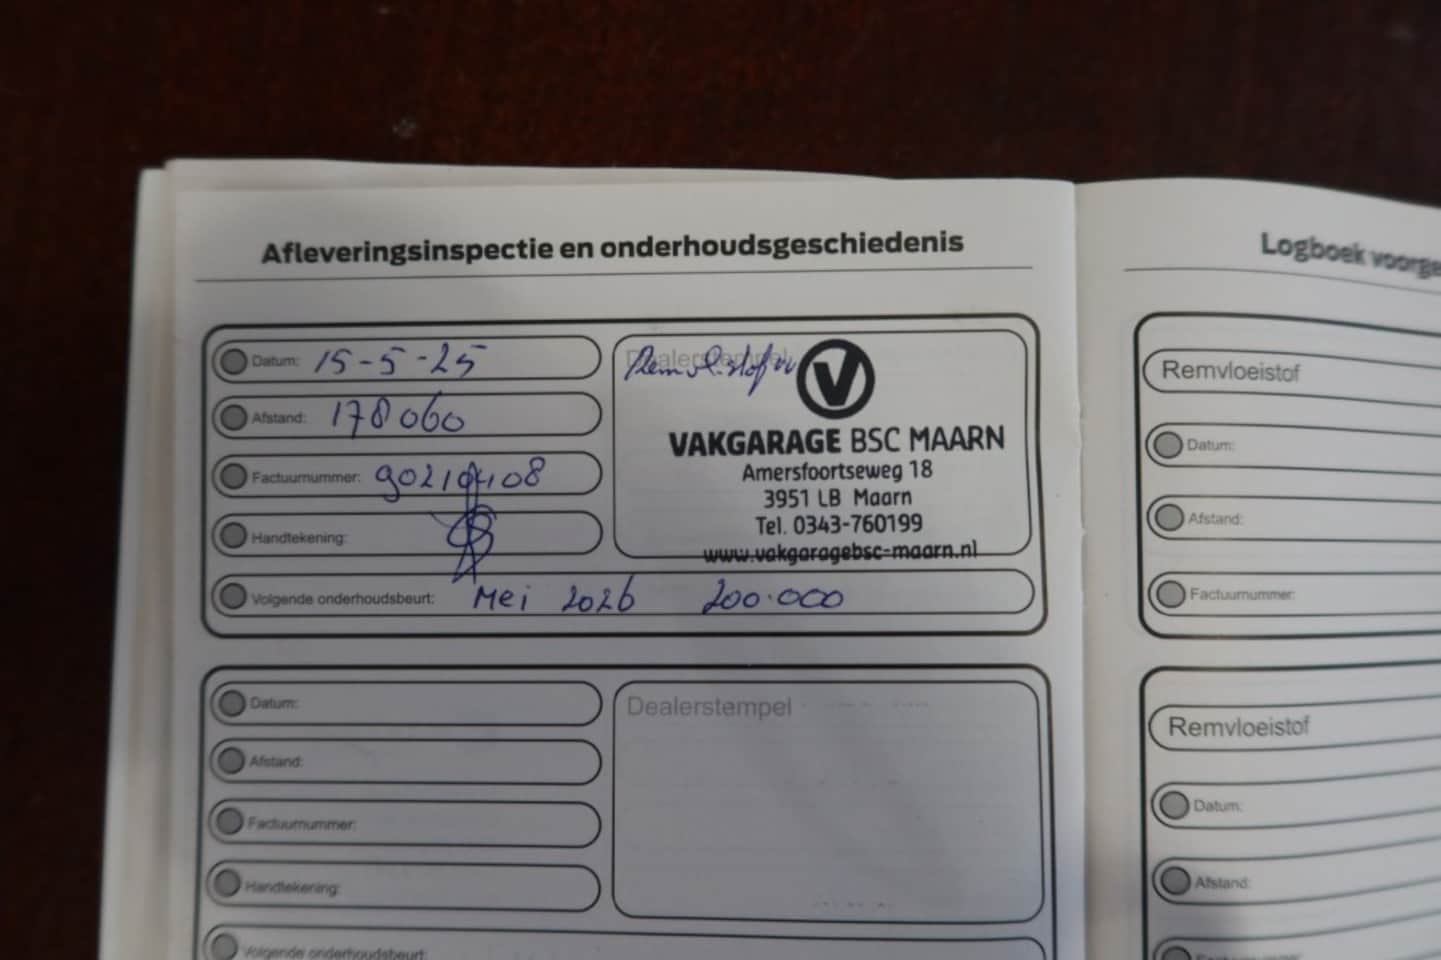 Afleveringsinspectie en onderhoudsgeschiedenis
Datum: 15-5-25
Afstand: 178060
Factuurnummer:
Handtekening:
Volgende onderhoudsbeurt: Mei 2026 200.000
Dealerstempel
Remvlistof
V
VAKGARAGE BSC MAARN
Amersfoortseweg 18
3951 LB Maarn
Tel. 0343-760199
www.vakgaragebsc-maarn.nl
Datum:
Afstand:
Factuurnummer:
Handtekening:
Volgende onderhoudsbeurt:
Dealerstempel
Logboek
Remvloeistof
Datum:
Afstand:
Factuurnummer:
Remvloeistof
Datum:
Afstand:
Factuurnummer: